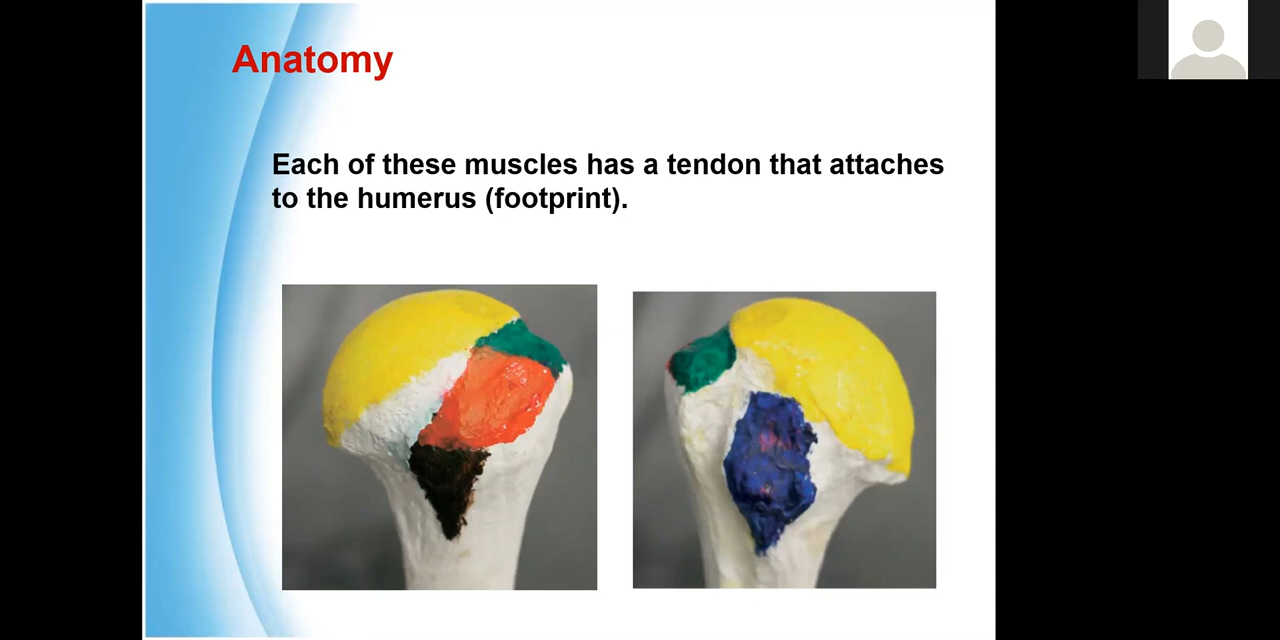 Anatomy
Each of these muscles has a tendon that attaches
to the humerus (footprint).